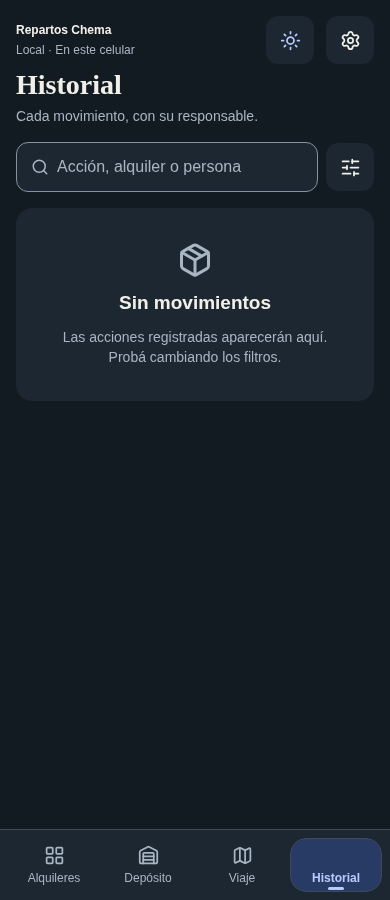 Repartos Chema
Local · En este celular
Historial
Cada movimiento, con su responsable.
Acción, alquiler o persona
Sin movimientos
Las acciones registradas aparecerán aquí.
Probá cambiando los filtros.
Alquileres
Depósito
Viaje
Historial